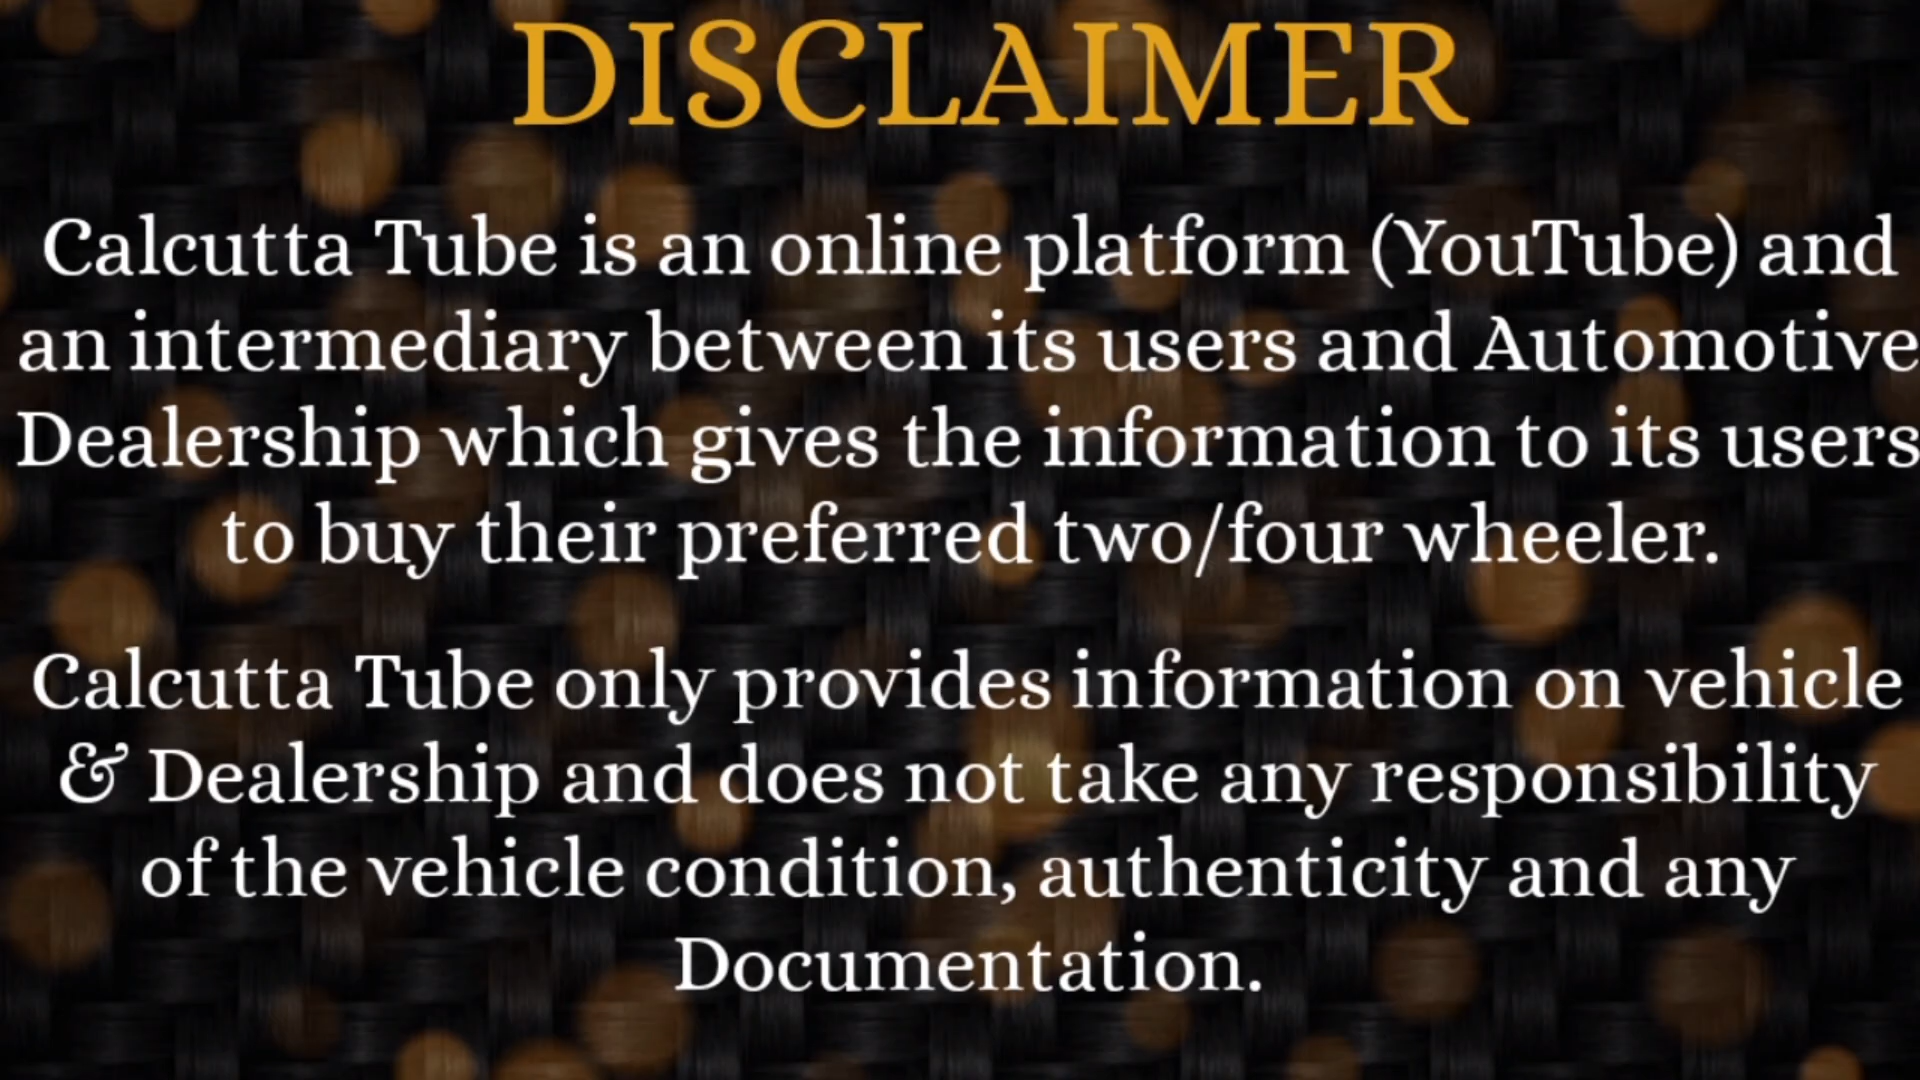 DISCLAIMER
Calcutta Tube is an online platform (YouTube) and
an intermediary between its users and Automotive
Dealership which gives the information to its users
to buy their preferred two/four wheeler.
Calcutta Tube only provides information on vehicle
& Dealership and does not take any responsibility
of the vehicle condition, authenticity and any
Documentation.